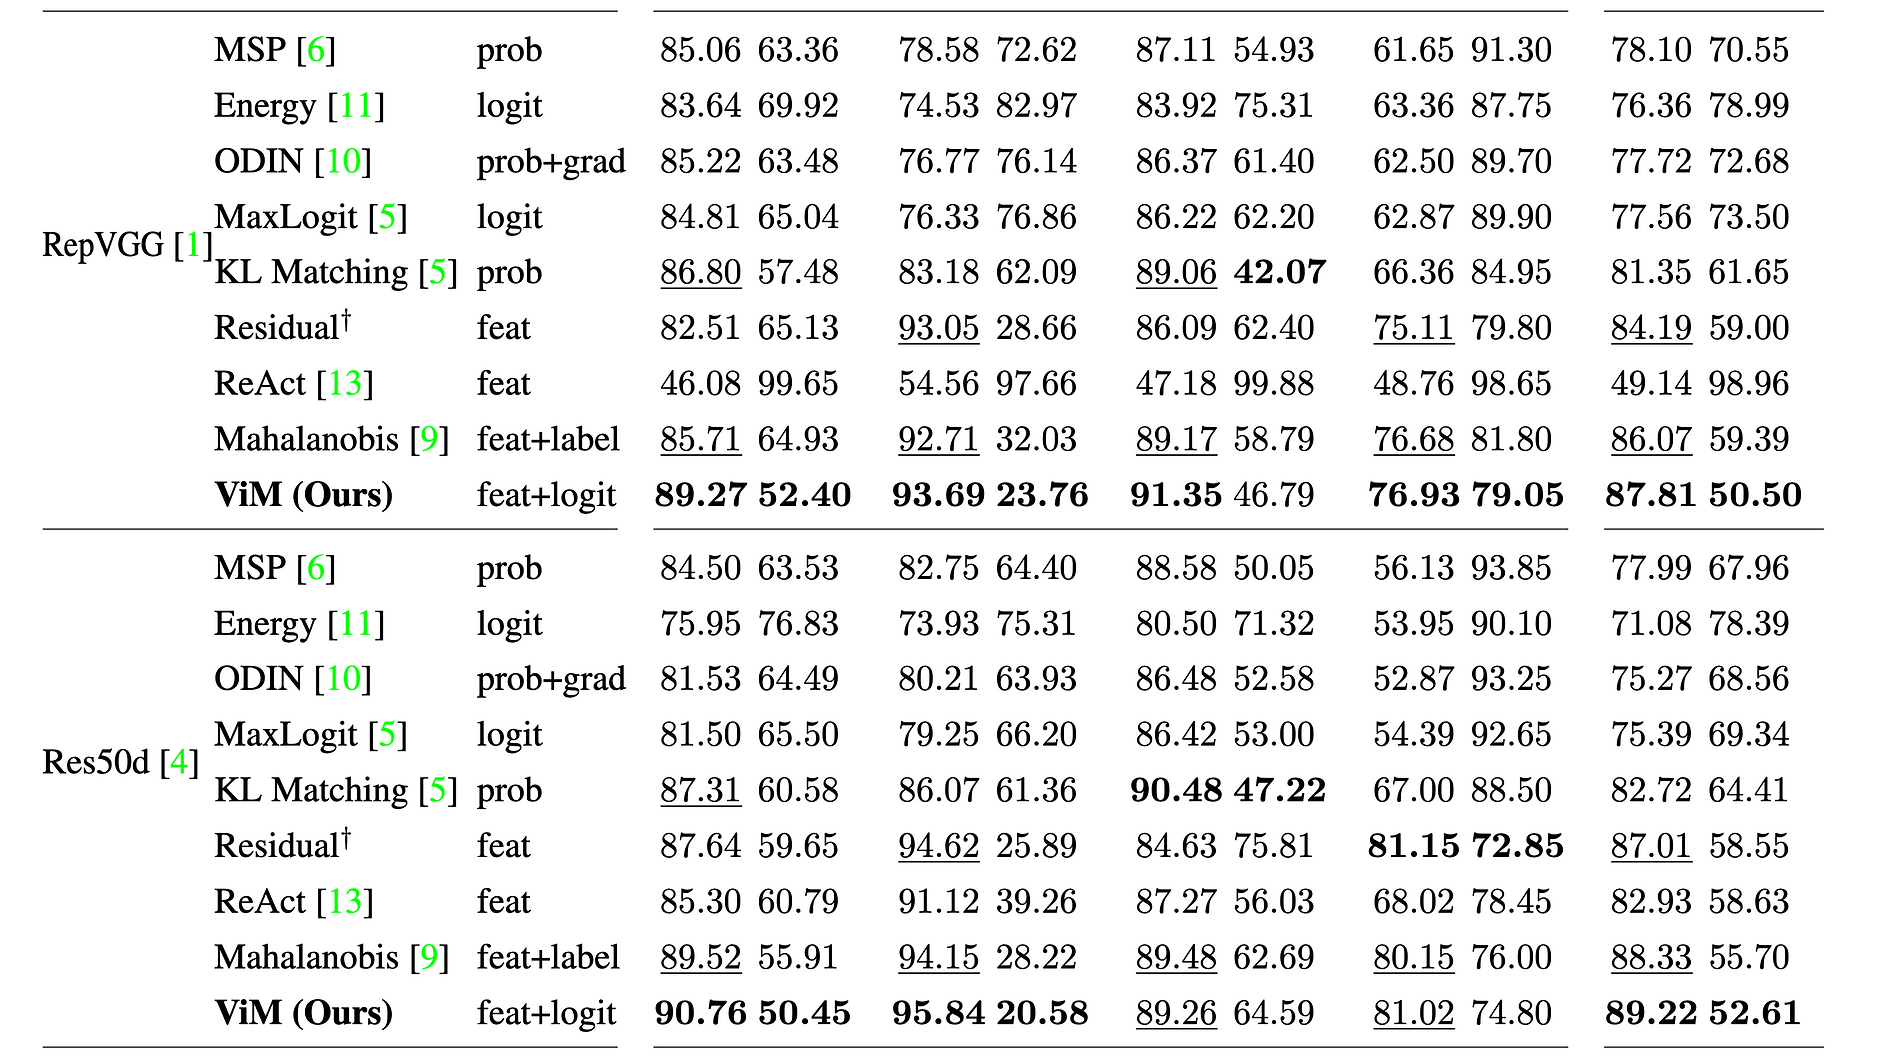 MSP [6] prob 85.06 63.36 78.58 72.62 87.11 54.93 61.65 91.30 78.10 70.55
Energy [11] logit 83.64 69.92 74.53 82.97 83.92 75.31 63.36 87.75 76.36 78.99
ODIN [10] prob+grad 85.22 63.48 76.77 76.14 86.37 61.40 62.50 89.70 77.72 72.68
MaxLogit [5] logit 84.81 65.04 76.33 76.86 86.22 62.20 62.87 89.90 77.56 73.50
RepVGG [1]
KL Matching [5] prob 86.80 57.48 83.18 62.09 89.06 42.07 66.36 84.95 81.35 61.65
Residual† feat 82.51 65.13 93.05 28.66 86.09 62.40 75.11 79.80 84.19 59.00
ReAct [13] feat 46.08 99.65 54.56 97.66 47.18 99.88 48.76 98.65 49.14 98.96
Mahalanobis [9] feat+label 85.71 64.93 92.71 32.03 89.17 58.79 76.68 81.80 86.07 59.39
ViM (Ours) feat+logit 89.27 52.40 93.69 23.76 91.35 46.79 76.93 79.05 87.81 50.50
MSP [6] prob 84.50 63.53 82.75 64.40 88.58 50.05 56.13 93.85 77.99 67.96
Energy [11] logit 75.95 76.83 73.93 75.31 80.50 71.32 53.95 90.10 71.08 78.39
ODIN [10] prob+grad 81.53 64.49 80.21 63.93 86.48 52.58 52.87 93.25 75.27 68.56
MaxLogit [5] logit 81.50 65.50 79.25 66.20 86.42 53.00 54.39 92.65 75.39 69.34
Res50d [4]
KL Matching [5] prob 87.31 60.58 86.07 61.36 90.48 47.22 67.00 88.50 82.72 64.41
Residual† feat 87.64 59.65 94.62 25.89 84.63 75.81 81.15 72.85 87.01 58.55
ReAct [13] feat 85.30 60.79 91.12 39.26 87.27 56.03 68.02 78.45 82.93 58.63
Mahalanobis [9] feat+label 89.52 55.91 94.15 28.22 89.48 62.69 80.15 76.00 88.33 55.70
ViM (Ours) feat+logit 90.76 50.45 95.84 20.58 89.26 64.59 81.02 74.80 89.22 52.61